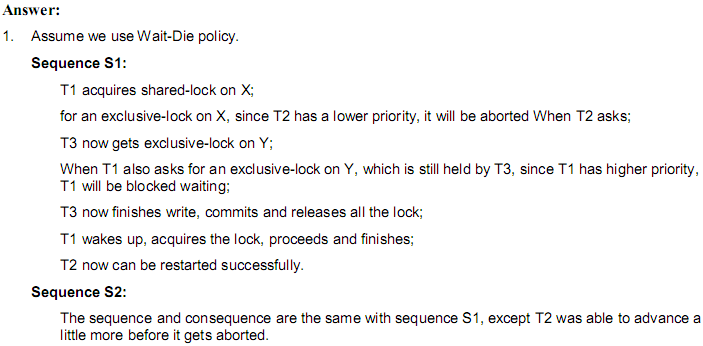 Answer:
1. Assume we use Wait-Die policy.
Sequence S1:
T1 acquires shared-lock on X;
for an exclusive-lock on X, since T2 has a lower priority, it will be aborted When T2 asks;
T3 now gets exclusive-lock on Y;
When T1 also asks for an exclusive-lock on Y, which is still held by T3, since T1 has higher priority,
T1 will be blocked waiting;
T3 now finishes write, commits and releases all the lock;
T1 wakes up, acquires the lock, proceeds and finishes;
T2 now can be restarted successfully.
Sequence S2:
The sequence and consequence are the same with sequence S1, except T2 was able to advance a
little more before it gets aborted.